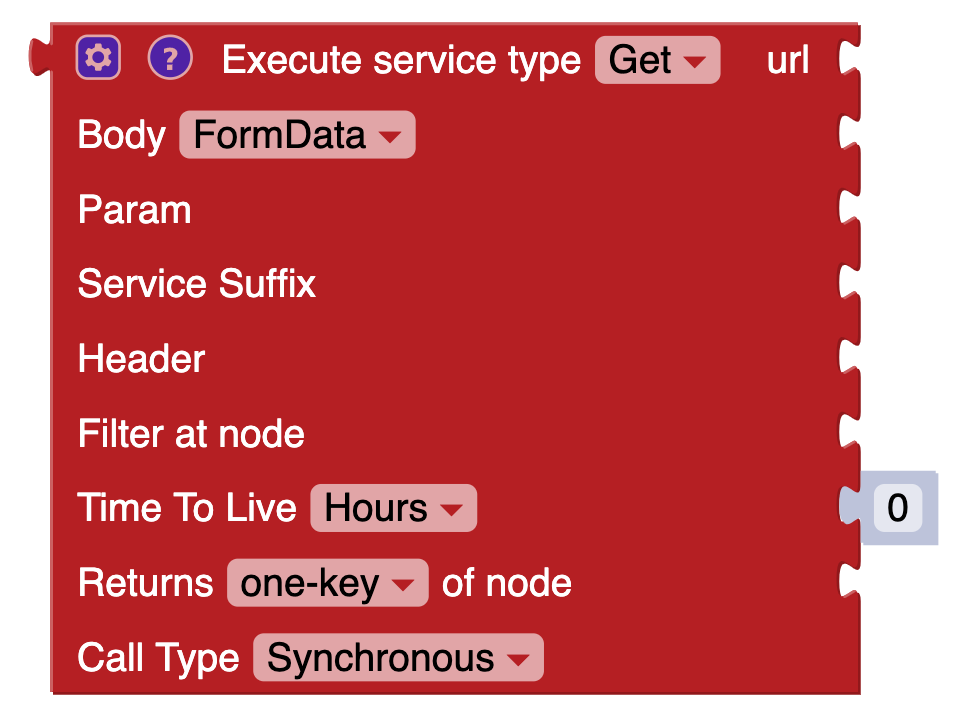 ? Execute service type Get url
Body FormData
Param
Service Suffix
Header
Filter at node
Time To Live Hours 0
Returns one-key of node
Call Type Synchronous